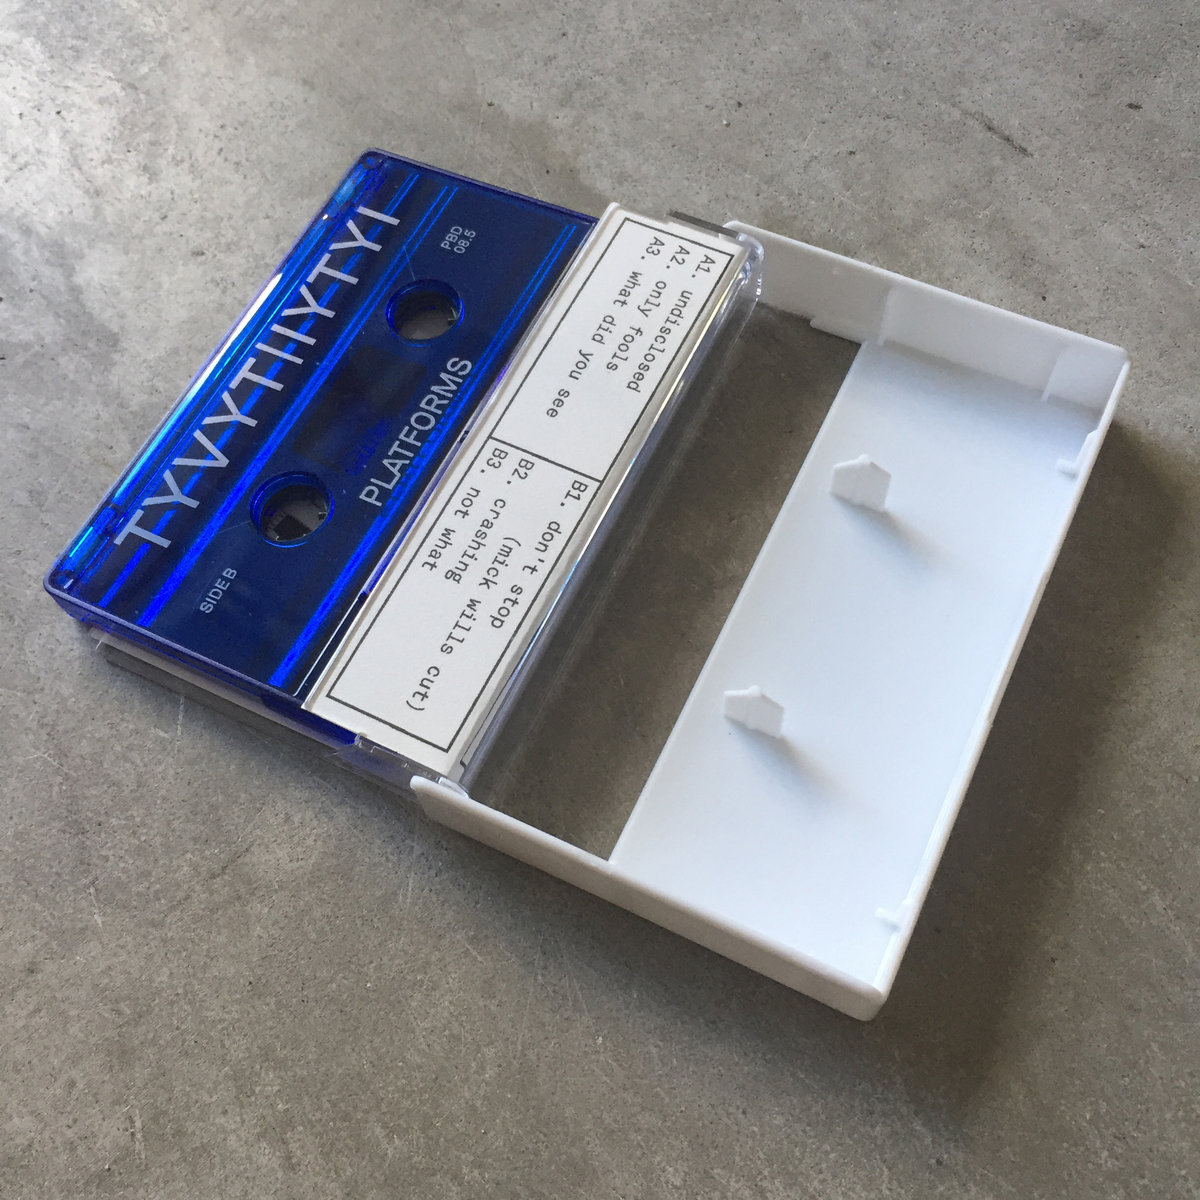 TYVYTIIYTYI
PBD
08.5
PLATFORMS
SIDE B
A1. undisclosed
A2. only fools
A3. what did you see
B1. don't stop
(mick wills cut)
B2. crashing
B3. not what